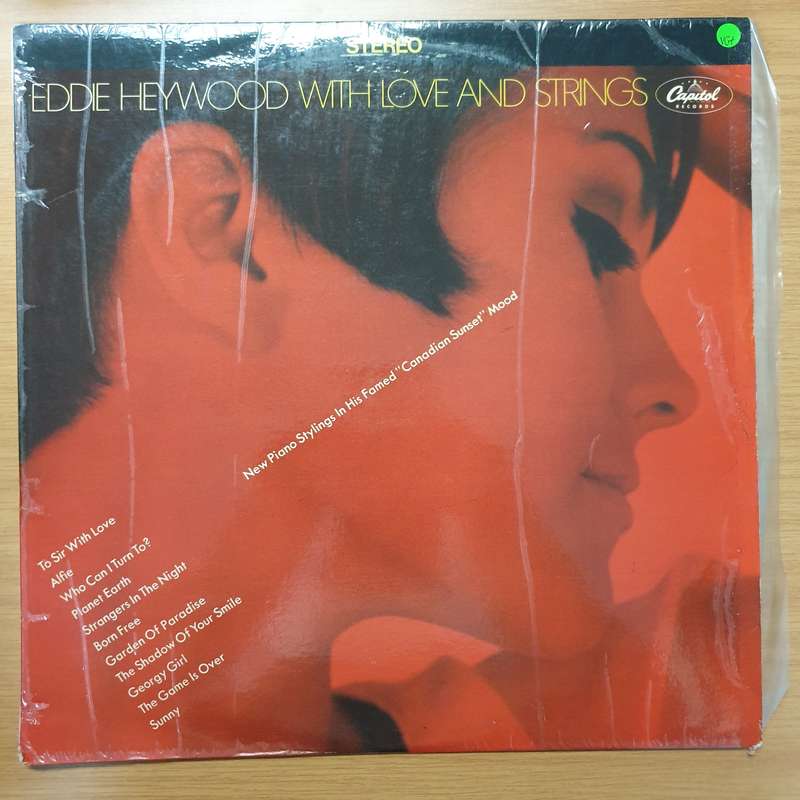 STEREO
EDDIE HEYWOOD WITH LOVE AND STRINGS
Capitol
RECORDS
New Piano Stylings In His Famed "Canadian Sunset" Mood
To Sir With Love
Alfie
Who Can I Turn To?
Planet Earth
Strangers In The Night
Born Free
Garden Of Paradise
The Shadow Of Your Smile
Georgy Girl
The Game Is Over
Sunny